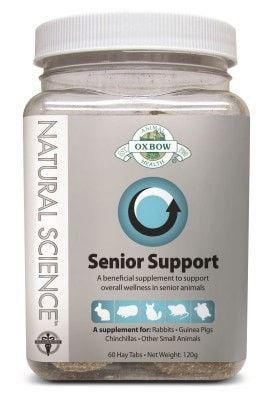 ANIMAL
OXBOW
HEALTH
NATURAL SCIENCE™
Senior Support
A beneficial supplement to support
overall wellness in senior animals
A supplement for: Rabbits • Guinea Pigs
Chinchillas • Other Small Animals
60 Hay Tabs • Net Weight: 120g